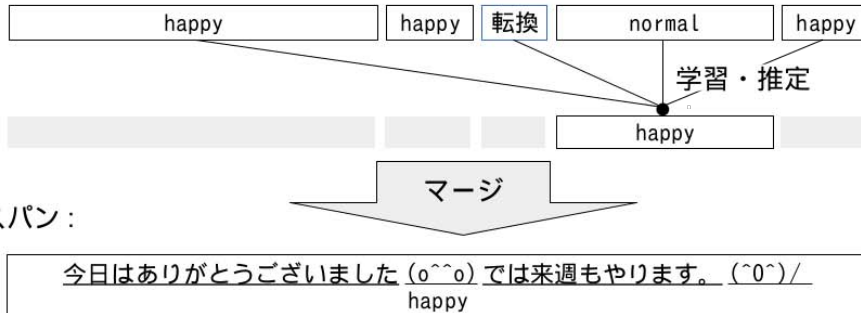 happy happy 転換 normal happy
学習・推定
happy
マージ
スパン：
今日はありがとうございました (o^^o) では来週もやります。 (^0^)/
happy